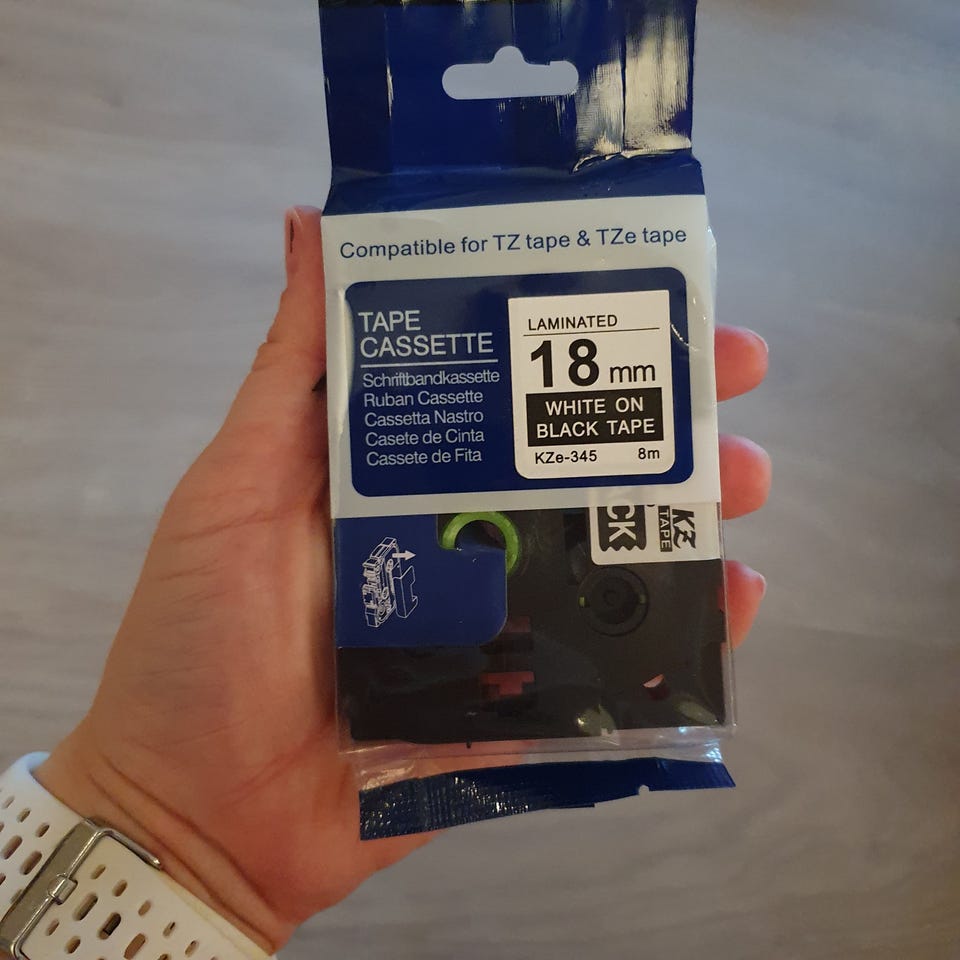 Compatible for TZ tape & TZe tape
TAPE
CASSETTE
Schriftbandkassette
Ruban Cassette
Cassetta Nastro
Casete de Cinta
Cassete de Fita
LAMINATED
18 mm
WHITE ON
BLACK TAPE
KZe-345 8m
TAPE